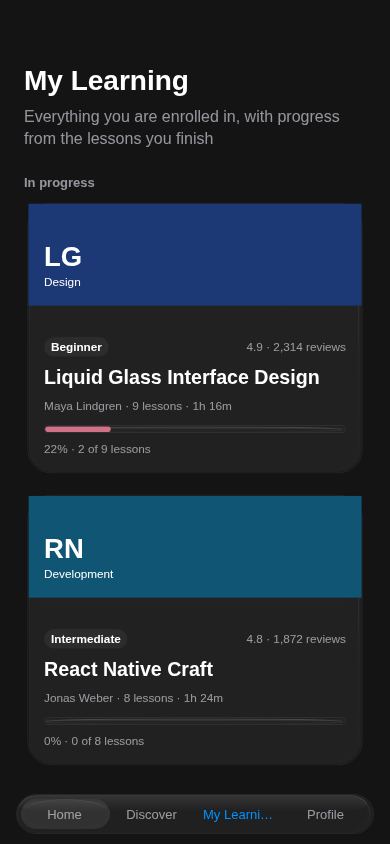 My Learning
Everything you are enrolled in, with progress
from the lessons you finish
In progress
LG
Design
Beginner
4.9 · 2,314 reviews
Liquid Glass Interface Design
Maya Lindgren · 9 lessons · 1h 16m
22% · 2 of 9 lessons
RN
Development
Intermediate
4.8 · 1,872 reviews
React Native Craft
Jonas Weber · 8 lessons · 1h 24m
0% · 0 of 8 lessons
Home
Discover
My Learni…
Profile